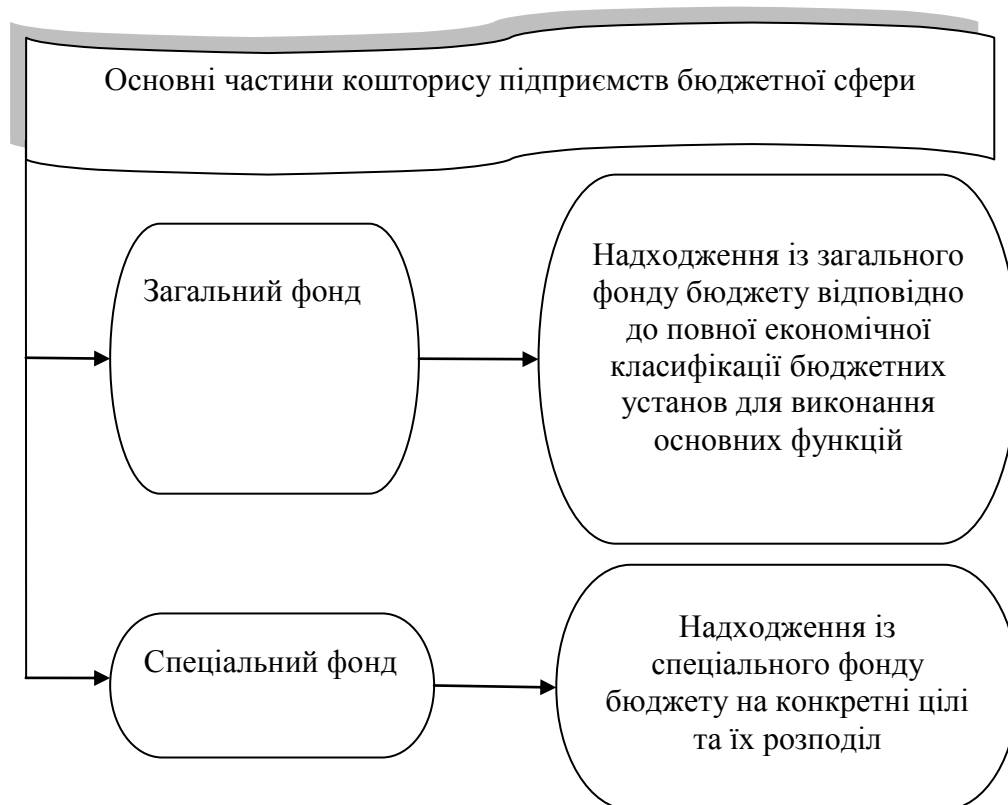 Основні частини кошторису підприємств бюджетної сфери
Загальний фонд
Надходження із загального
фонду бюджету відповідно
до повної економічної
класифікації бюджетних
установ для виконання
основних функцій
Спеціальний фонд
Надходження із
спеціального фонду
бюджету на конкретні цілі
та їх розподіл